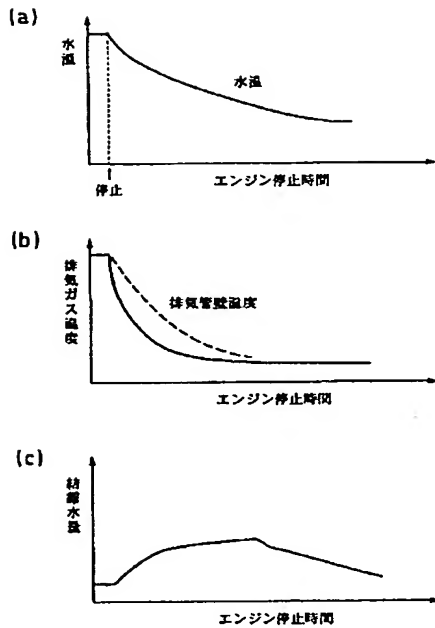 (a)
水温
水温
停止
エンジン停止時間
(b)
排気ガス温度
排気管壁温度
エンジン停止時間
(c)
結露水量
エンジン停止時間